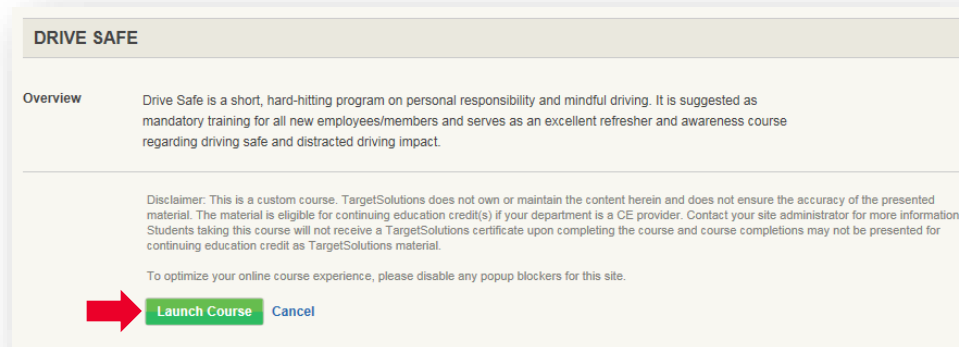 DRIVE SAFE
Overview
Drive Safe is a short, hard-hitting program on personal responsibility and mindful driving. It is suggested as
mandatory training for all new employees/members and serves as an excellent refresher and awareness course
regarding driving safe and distracted driving impact.
Disclaimer: This is a custom course. TargetSolutions does not own or maintain the content herein and does not ensure the accuracy of the presented
material. The material is eligible for continuing education credit(s) if your department is a CE provider. Contact your site administrator for more information
Students taking this course will not receive a TargetSolutions certificate upon completing the course and course completions may not be presented for
continuing education credit as TargetSolutions material.
To optimize your online course experience, please disable any popup blockers for this site.
Launch Course Cancel